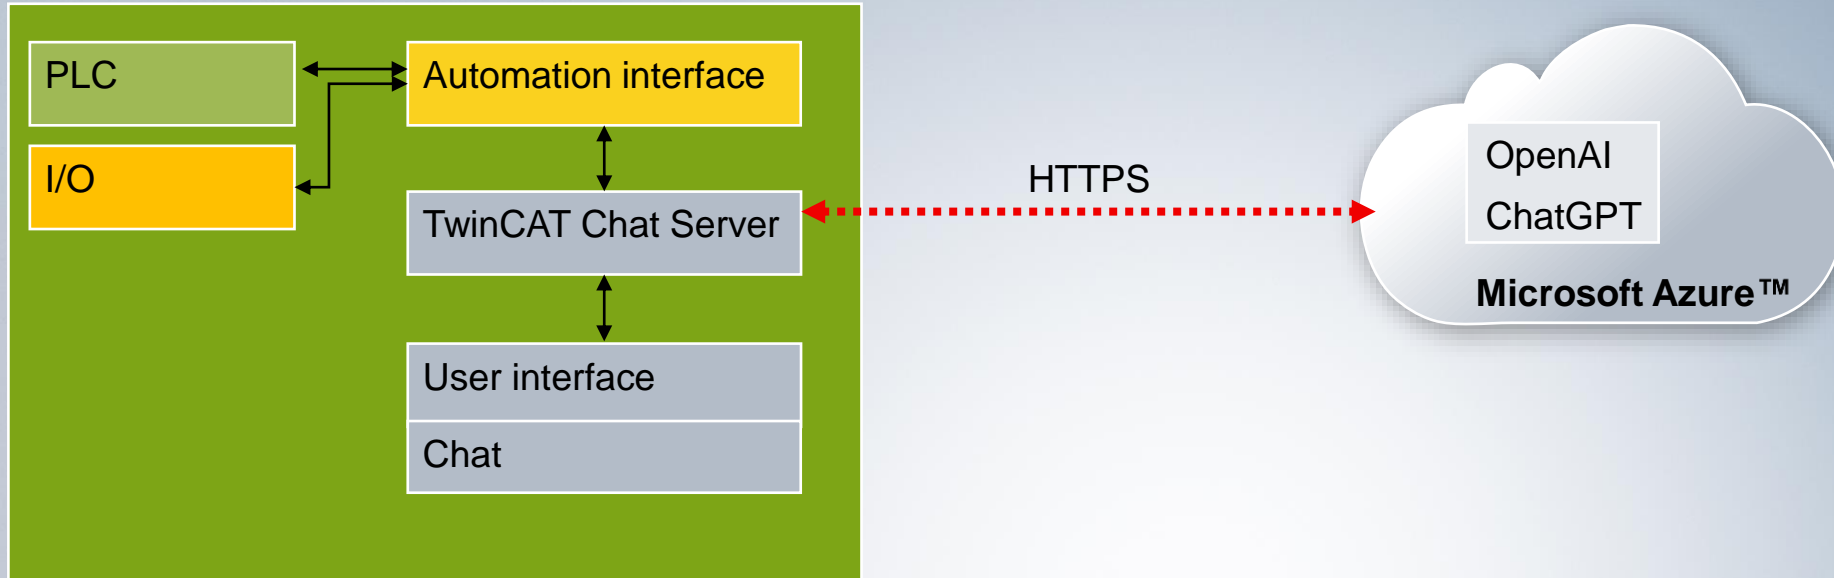 PLC
Automation interface
I/O
TwinCAT Chat Server
User interface
Chat
HTTPS
OpenAI
ChatGPT
Microsoft Azure™